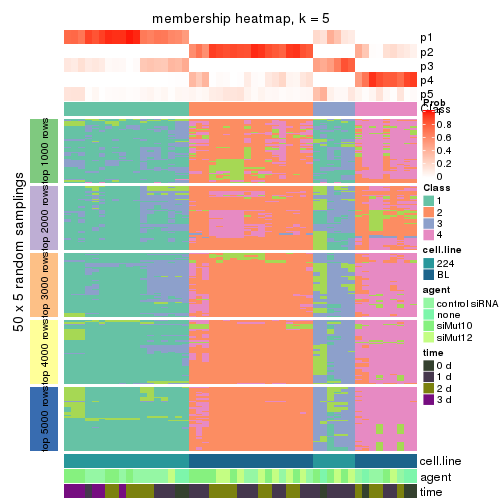 membership heatmap, k = 5
p1
p2
p3
p4
p5
Prob
1
0.8
0.6
0.4
0.2
0
Class
Class
1
2
3
4
cell.line
224
BL
agent
control siRNA
none
siMut10
siMut12
time
0 d
1 d
2 d
3 d
50 x 5 random samplings
top 1000 rows
top 2000 rows
top 3000 rows
top 4000 rows
top 5000 rows
cell.line
agent
time